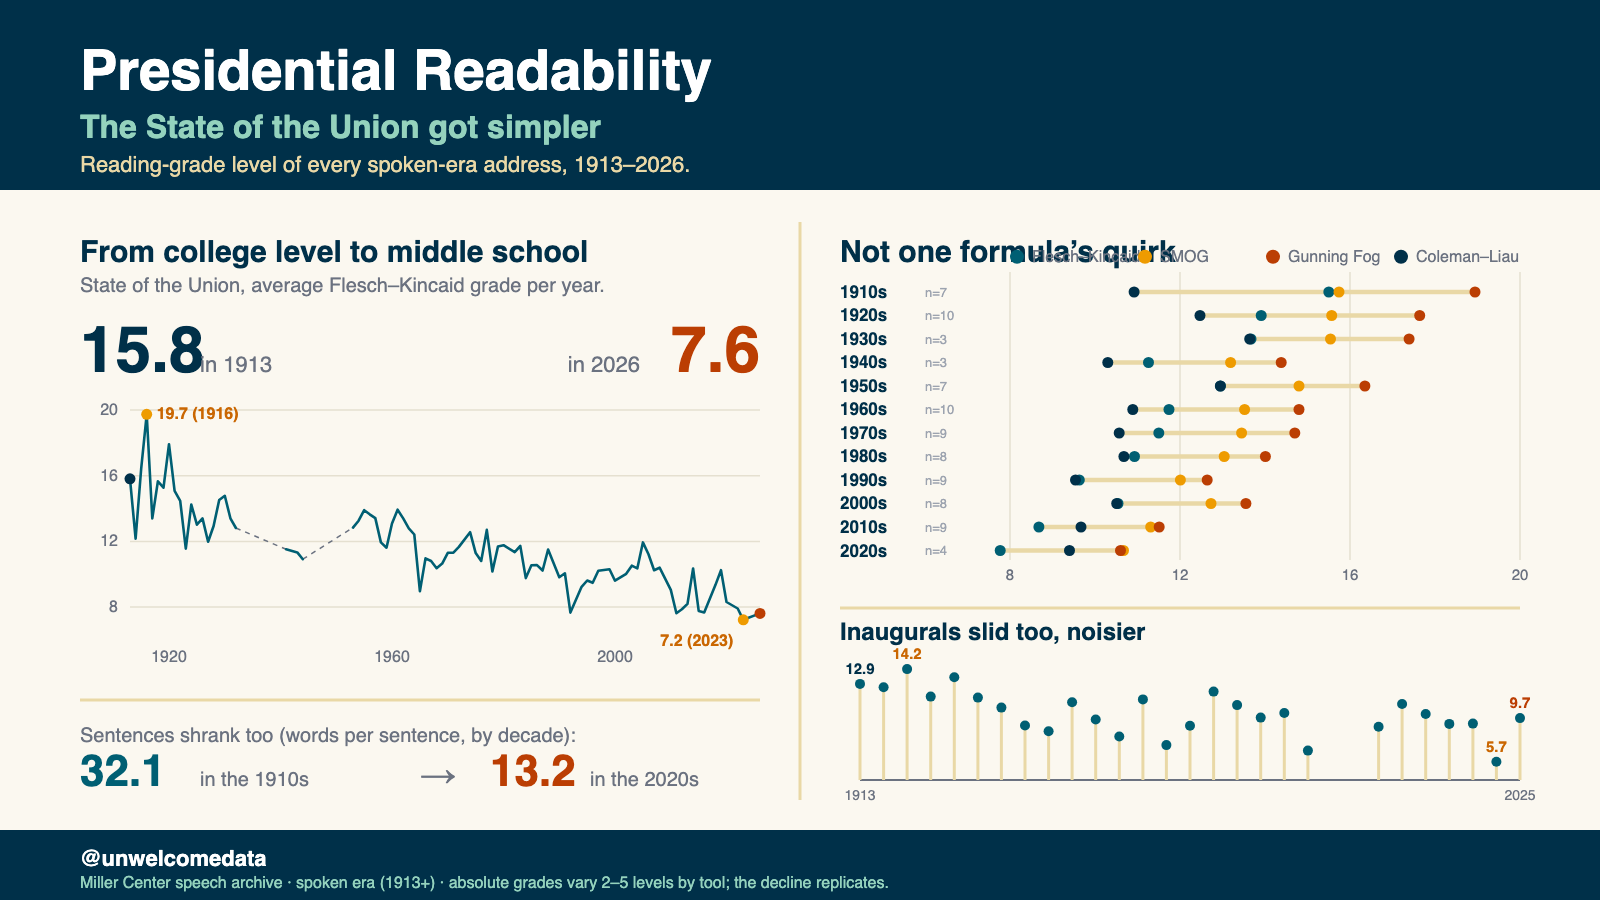 Presidential Readability
The State of the Union got simpler
Reading-grade level of every spoken-era address, 1913–2026.
From college level to middle school
State of the Union, average Flesch–Kincaid grade per year.
15.8 in 1913
in 2026 7.6
20
16
12
8
19.7 (1916)
7.2 (2023)
1920 1960 2000
Sentences shrank too (words per sentence, by decade):
32.1 in the 1910s → 13.2 in the 2020s
Not one formula’s quirk
Flesch–Kincaid SMOG Gunning Fog Coleman–Liau
1910s n=7
1920s n=10
1930s n=3
1940s n=3
1950s n=7
1960s n=10
1970s n=9
1980s n=8
1990s n=9
2000s n=8
2010s n=9
2020s n=4
8 12 16 20
Inaugurals slid too, noisier
12.9
14.2
5.7
9.7
1913 2025
@unwelcomedata
Miller Center speech archive · spoken era (1913+) · absolute grades vary 2–5 levels by tool; the decline replicates.